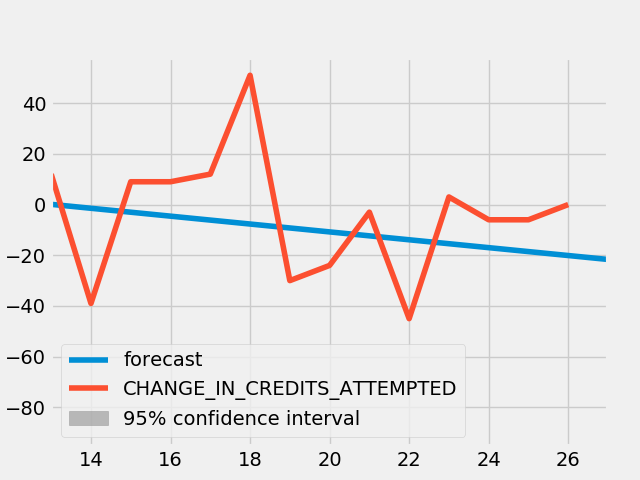 40
20
0
−20
−40
−60
−80
forecast
CHANGE_IN_CREDITS_ATTEMPTED
95% confidence interval
14 16 18 20 22 24 26